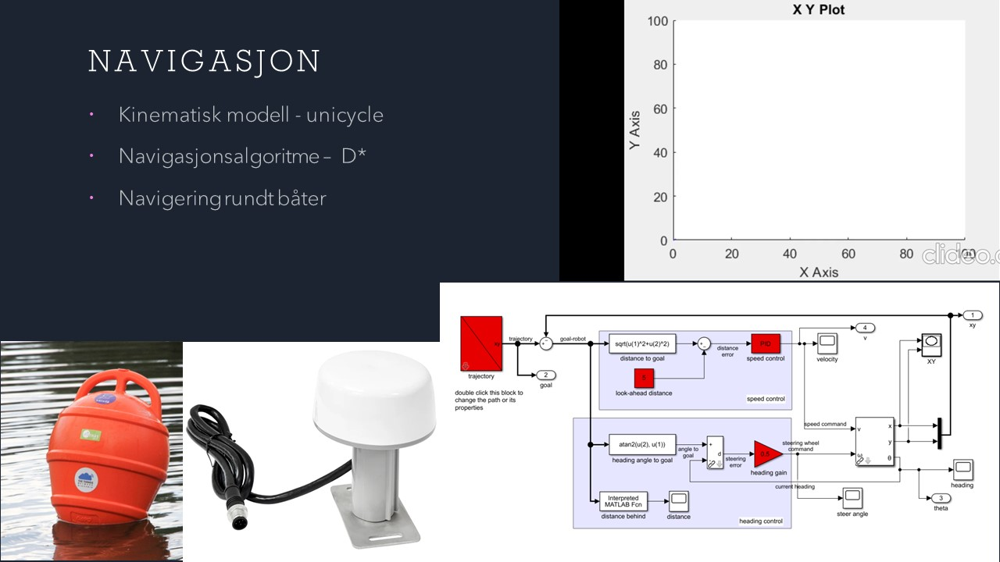 NAVIGASJON
• Kinematisk modell - unicycle
• Navigasjonsalgoritme – D*
• Navigering rundt båter
X Y Plot
100
80
60
40
20
0
Y Axis
0 20 40 60 80 100
X Axis
clideo.c
xy
trajectory
trajectory
double click this block to
change the path or its
properties
+
−
goal-robot
2
goal
sqrt(u(1)^2+u(2)^2)
distance to goal
5
look-ahead distance
+
−
distance
error
PID
speed control
speed control
4
v
velocity
XY
1
xy
atan2(u(2), u(1))
heading angle to goal
angle to
goal
+
d
-
steering
error
0.5
heading gain
Interpreted
MATLAB Fcn
distance behind
distance
heading control
speed command
steering wheel
command
current heading
v
ω
x
y
θ
steer angle
heading
3
theta